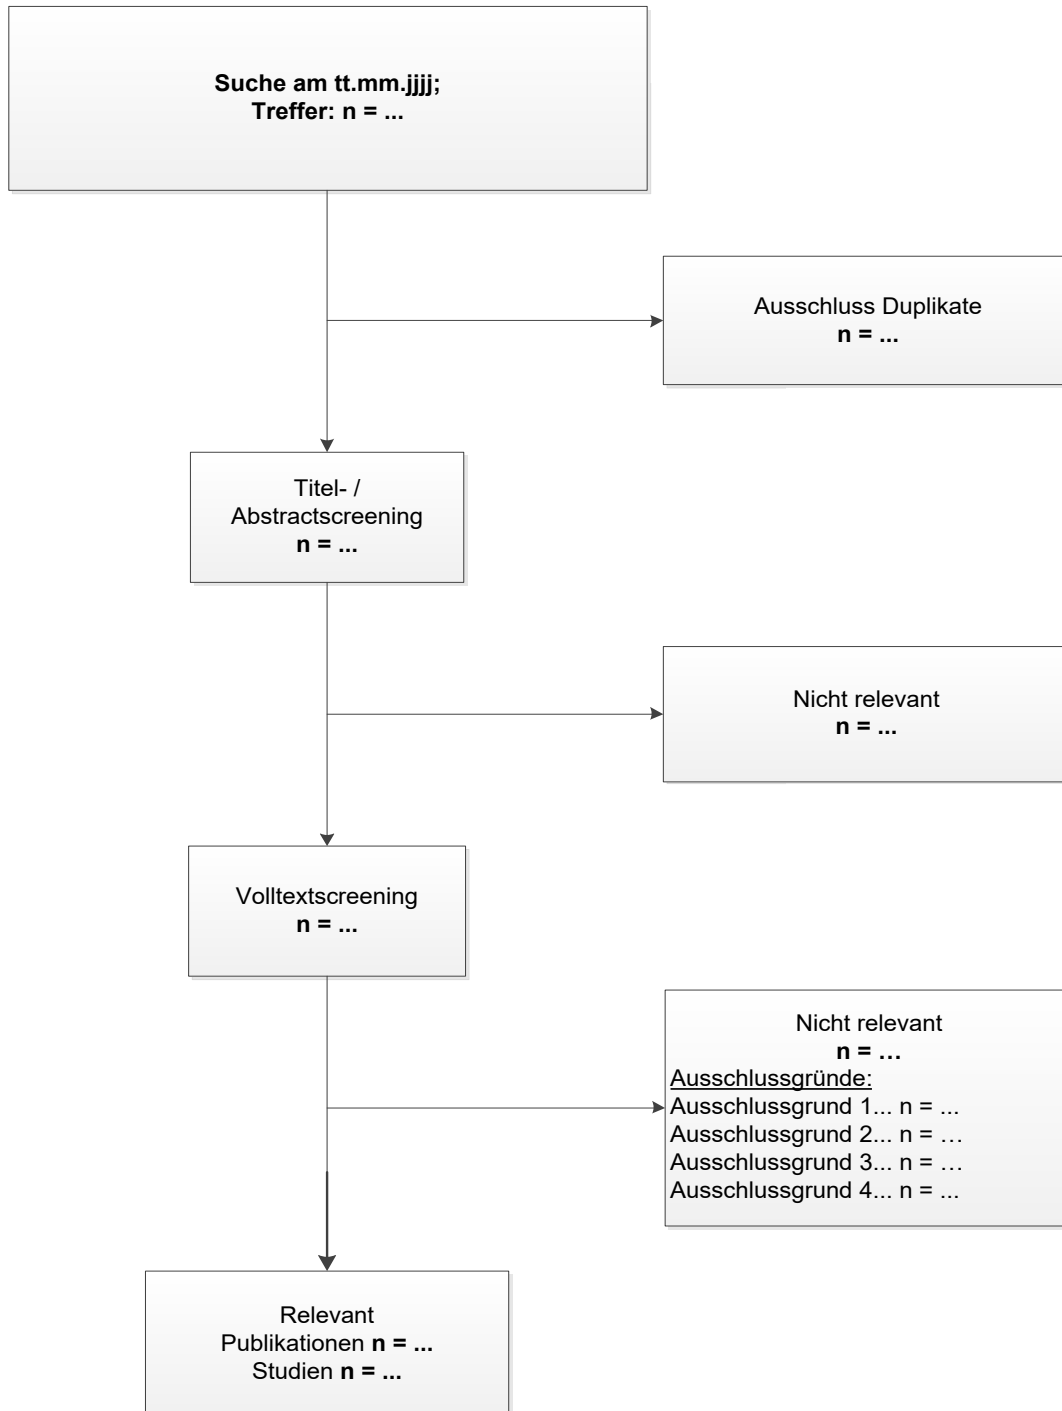 Suche am tt.mm.jjjj;
Treffer: n = ...
Ausschluss Duplikate
n = ...
Titel- /
Abstractscreening
n = ...
Nicht relevant
n = ...
Volltextscreening
n = ...
Nicht relevant
n = …
Ausschlussgründe:
Ausschlussgrund 1... n = ...
Ausschlussgrund 2... n = …
Ausschlussgrund 3... n = …
Ausschlussgrund 4... n = ...
Relevant
Publikationen n = ...
Studien n = ...